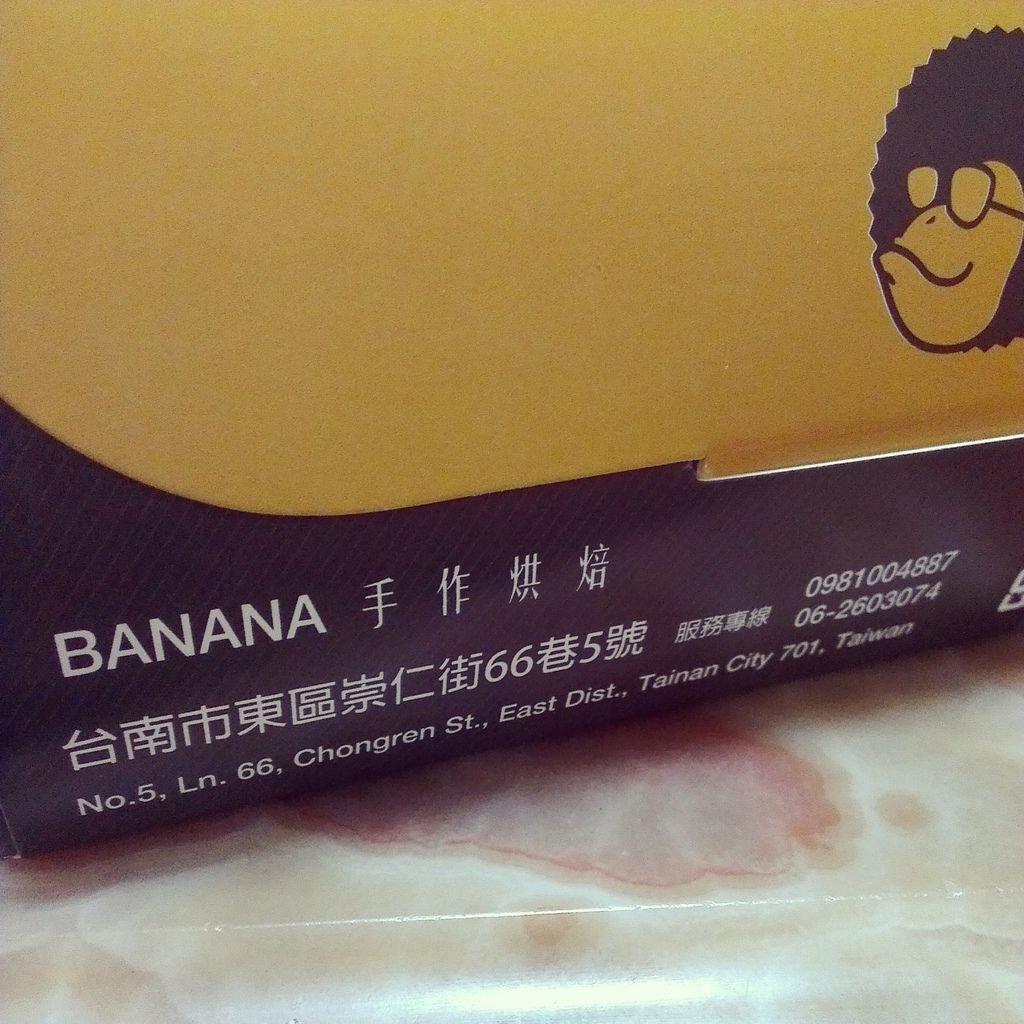 BANANA 手作烘焙
台南市東區崇仁街66巷5號 服務專線 0981004887
06-2603074
No.5, Ln. 66, Chongren St., East Dist., Tainan City 701, Taiwan